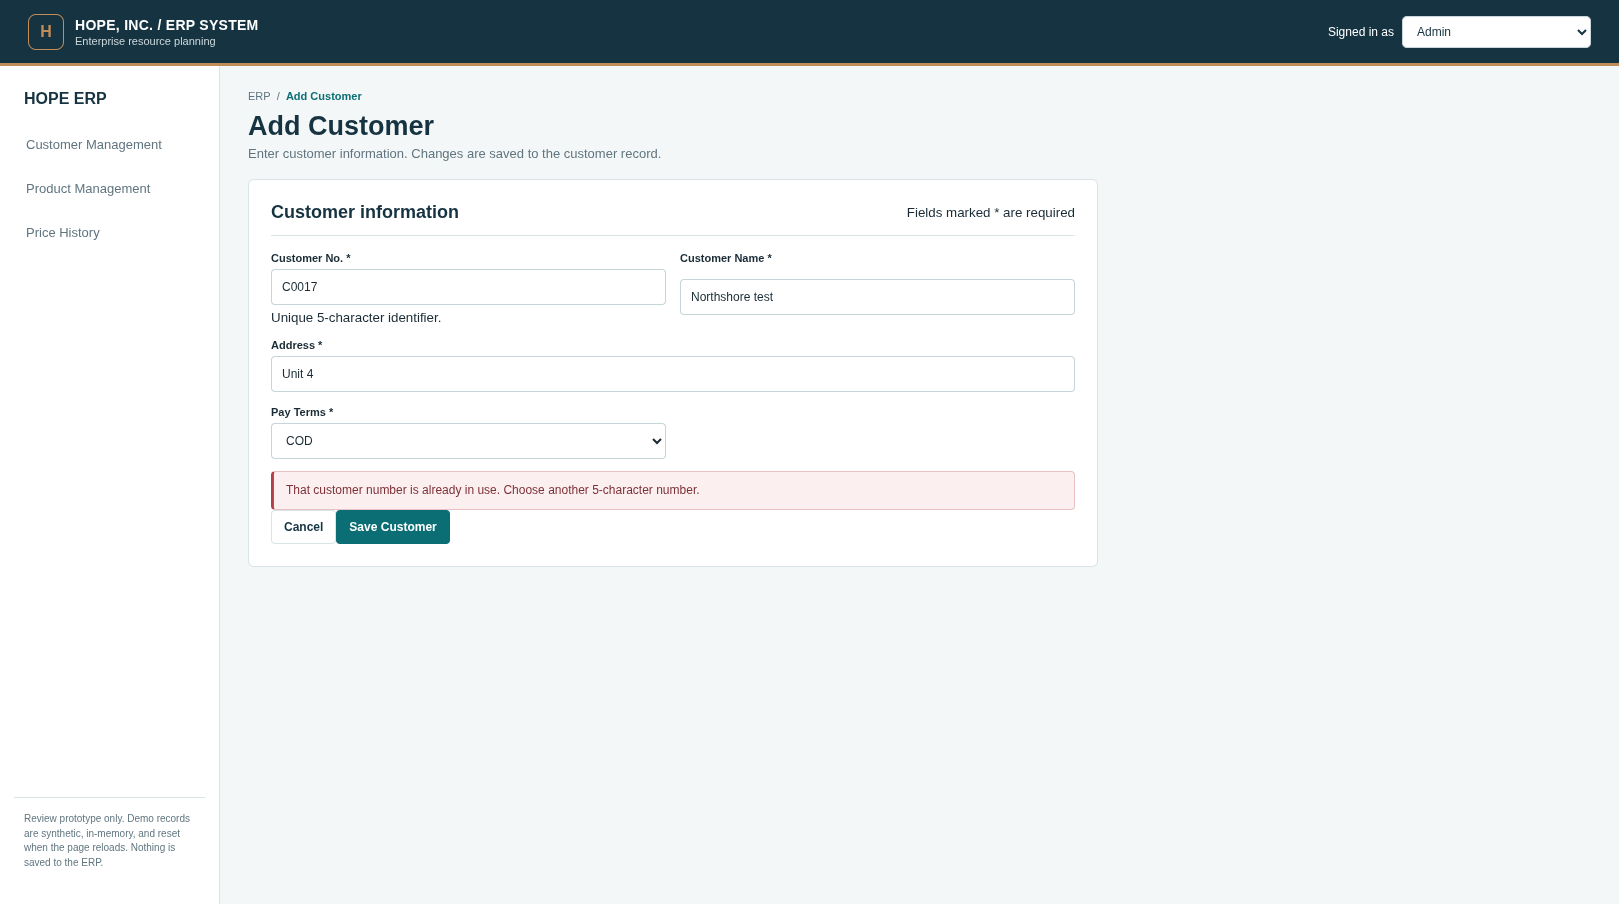 H
HOPE, INC. / ERP SYSTEM
Enterprise resource planning
Signed in as
Admin
HOPE ERP
Customer Management
Product Management
Price History
Review prototype only. Demo records
are synthetic, in-memory, and reset
when the page reloads. Nothing is
saved to the ERP.
ERP / Add Customer
Add Customer
Enter customer information. Changes are saved to the customer record.
Customer information
Fields marked * are required
Customer No. *
C0017
Unique 5-character identifier.
Customer Name *
Northshore test
Address *
Unit 4
Pay Terms *
COD
That customer number is already in use. Choose another 5-character number.
Cancel
Save Customer